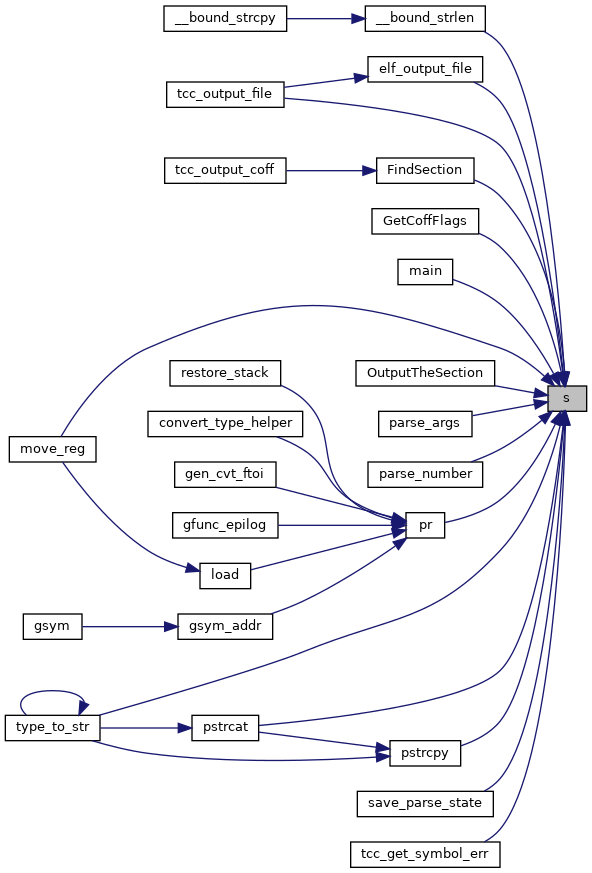 __bound_strcpy
__bound_strlen
elf_output_file
tcc_output_file
tcc_output_coff
FindSection
GetCoffFlags
main
restore_stack
OutputTheSection
s
convert_type_helper
parse_args
move_reg
gen_cvt_ftoi
parse_number
gfunc_epilog
pr
load
gsym
gsym_addr
type_to_str
pstrcat
pstrcpy
save_parse_state
tcc_get_symbol_err